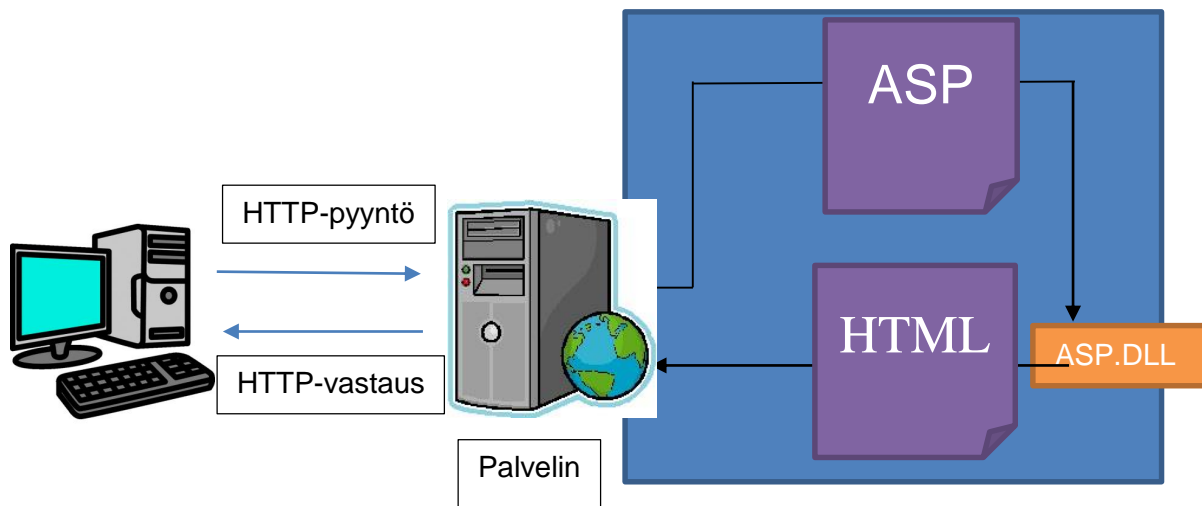 ASP
HTTP-pyyntö
HTML
ASP.DLL
HTTP-vastaus
Palvelin